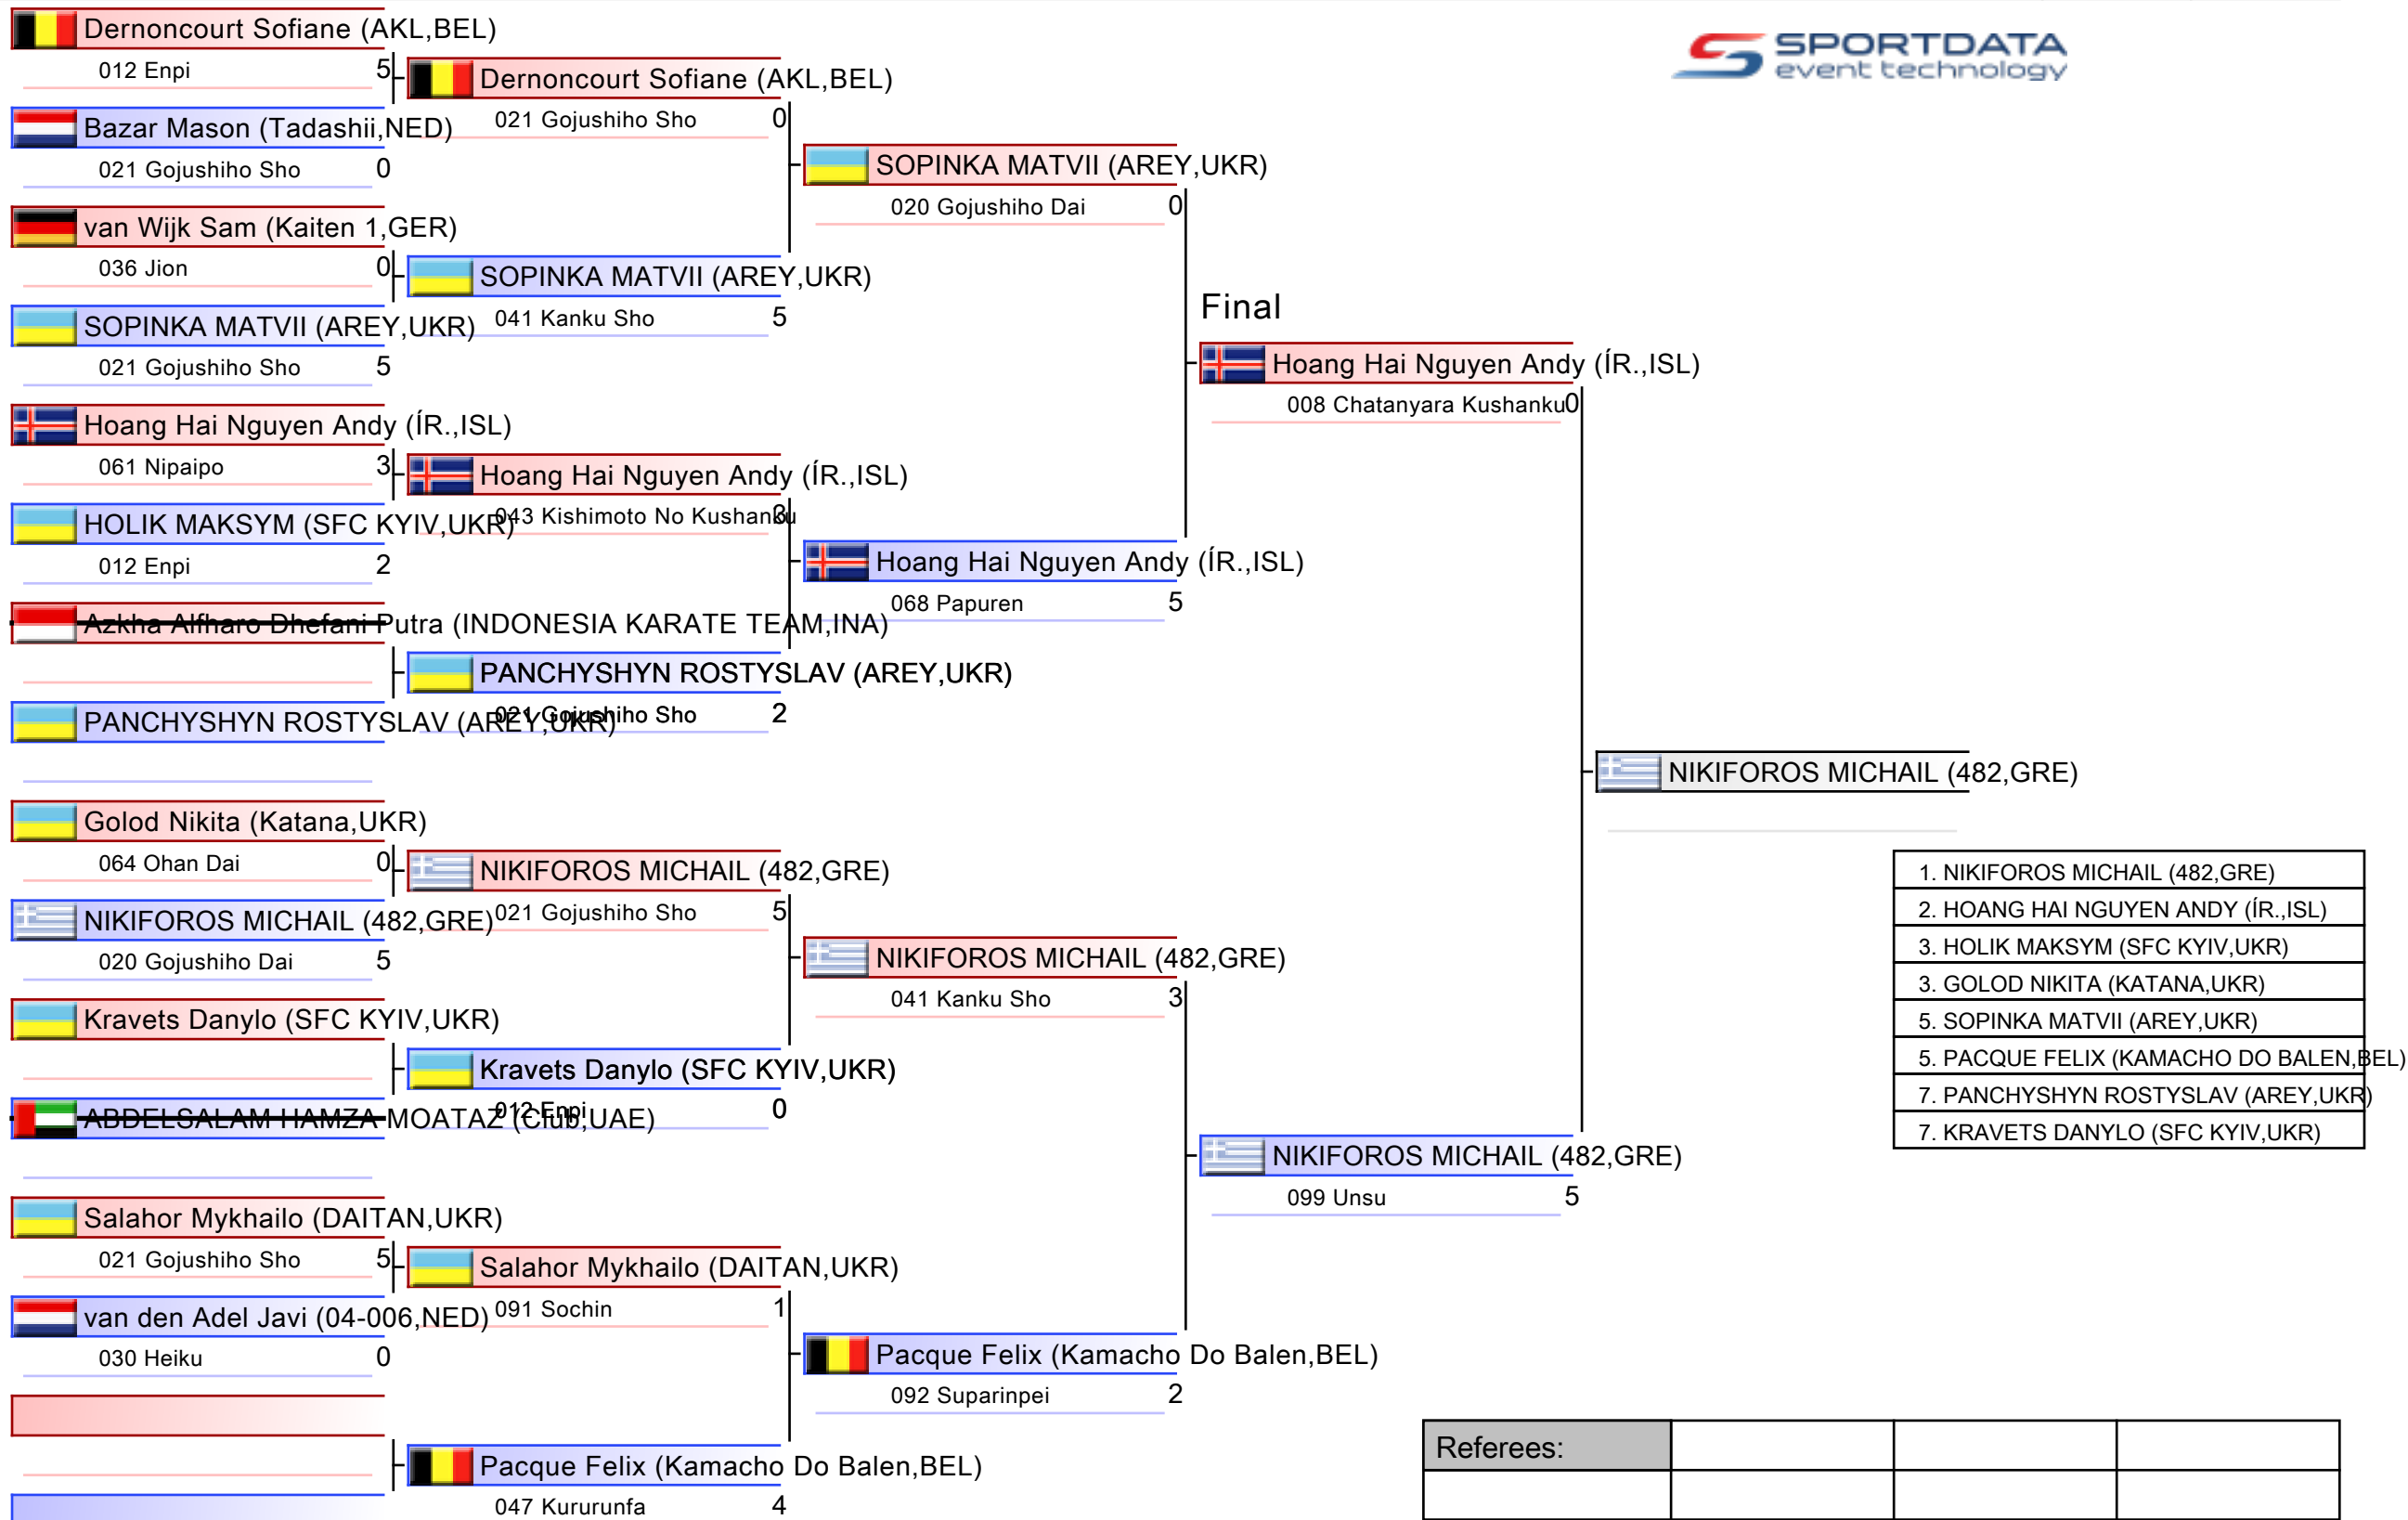 SPORTDATA
event technology
Dernoncourt Sofiane (AKL,BEL)
012 Enpi 5
Bazar Mason (Tadashii,NED)
021 Gojushiho Sho 0
van Wijk Sam (Kaiten 1,GER)
036 Jion 0
SOPINKA MATVII (AREY,UKR)
021 Gojushiho Sho 5
Hoang Hai Nguyen Andy (ÍR.,ISL)
061 Nipaipo 3
HOLIK MAKSYM (SFC KYIV,UKR)
012 Enpi 2
Azkha Alfharo Dhefani Putra (INDONESIA KARATE TEAM,INA)
PANCHYSHYN ROSTYSLAV (AREY,UKR)
Golod Nikita (Katana,UKR)
064 Ohan Dai 0
NIKIFOROS MICHAIL (482,GRE)
020 Gojushiho Dai 5
Kravets Danylo (SFC KYIV,UKR)
ABDELSALAM HAMZA MOATAZ (Club,UAE)
Salahor Mykhailo (DAITAN,UKR)
021 Gojushiho Sho 5
van den Adel Javi (04-006,NED)
030 Heiku 0
Dernoncourt Sofiane (AKL,BEL)
021 Gojushiho Sho 0
SOPINKA MATVII (AREY,UKR)
041 Kanku Sho 5
Hoang Hai Nguyen Andy (ÍR.,ISL)
043 Kishimoto No Kushanku 3
PANCHYSHYN ROSTYSLAV (AREY,UKR)
021 Gojushiho Sho 2
NIKIFOROS MICHAIL (482,GRE)
021 Gojushiho Sho 5
Kravets Danylo (SFC KYIV,UKR)
012 Enpi 0
Salahor Mykhailo (DAITAN,UKR)
091 Sochin 1
Pacque Felix (Kamacho Do Balen,BEL)
047 Kururunfa 4
SOPINKA MATVII (AREY,UKR)
020 Gojushiho Dai 0
Hoang Hai Nguyen Andy (ÍR.,ISL)
068 Papuren 5
NIKIFOROS MICHAIL (482,GRE)
041 Kanku Sho 3
Pacque Felix (Kamacho Do Balen,BEL)
092 Suparinpei 2
Final
Hoang Hai Nguyen Andy (ÍR.,ISL)
008 Chatanyara Kushanku 0
NIKIFOROS MICHAIL (482,GRE)
099 Unsu 5
NIKIFOROS MICHAIL (482,GRE)
1. NIKIFOROS MICHAIL (482,GRE)
2. HOANG HAI NGUYEN ANDY (ÍR.,ISL)
3. HOLIK MAKSYM (SFC KYIV,UKR)
3. GOLOD NIKITA (KATANA,UKR)
5. SOPINKA MATVII (AREY,UKR)
5. PACQUE FELIX (KAMACHO DO BALEN,BEL)
7. PANCHYSHYN ROSTYSLAV (AREY,UKR)
7. KRAVETS DANYLO (SFC KYIV,UKR)
Referees: